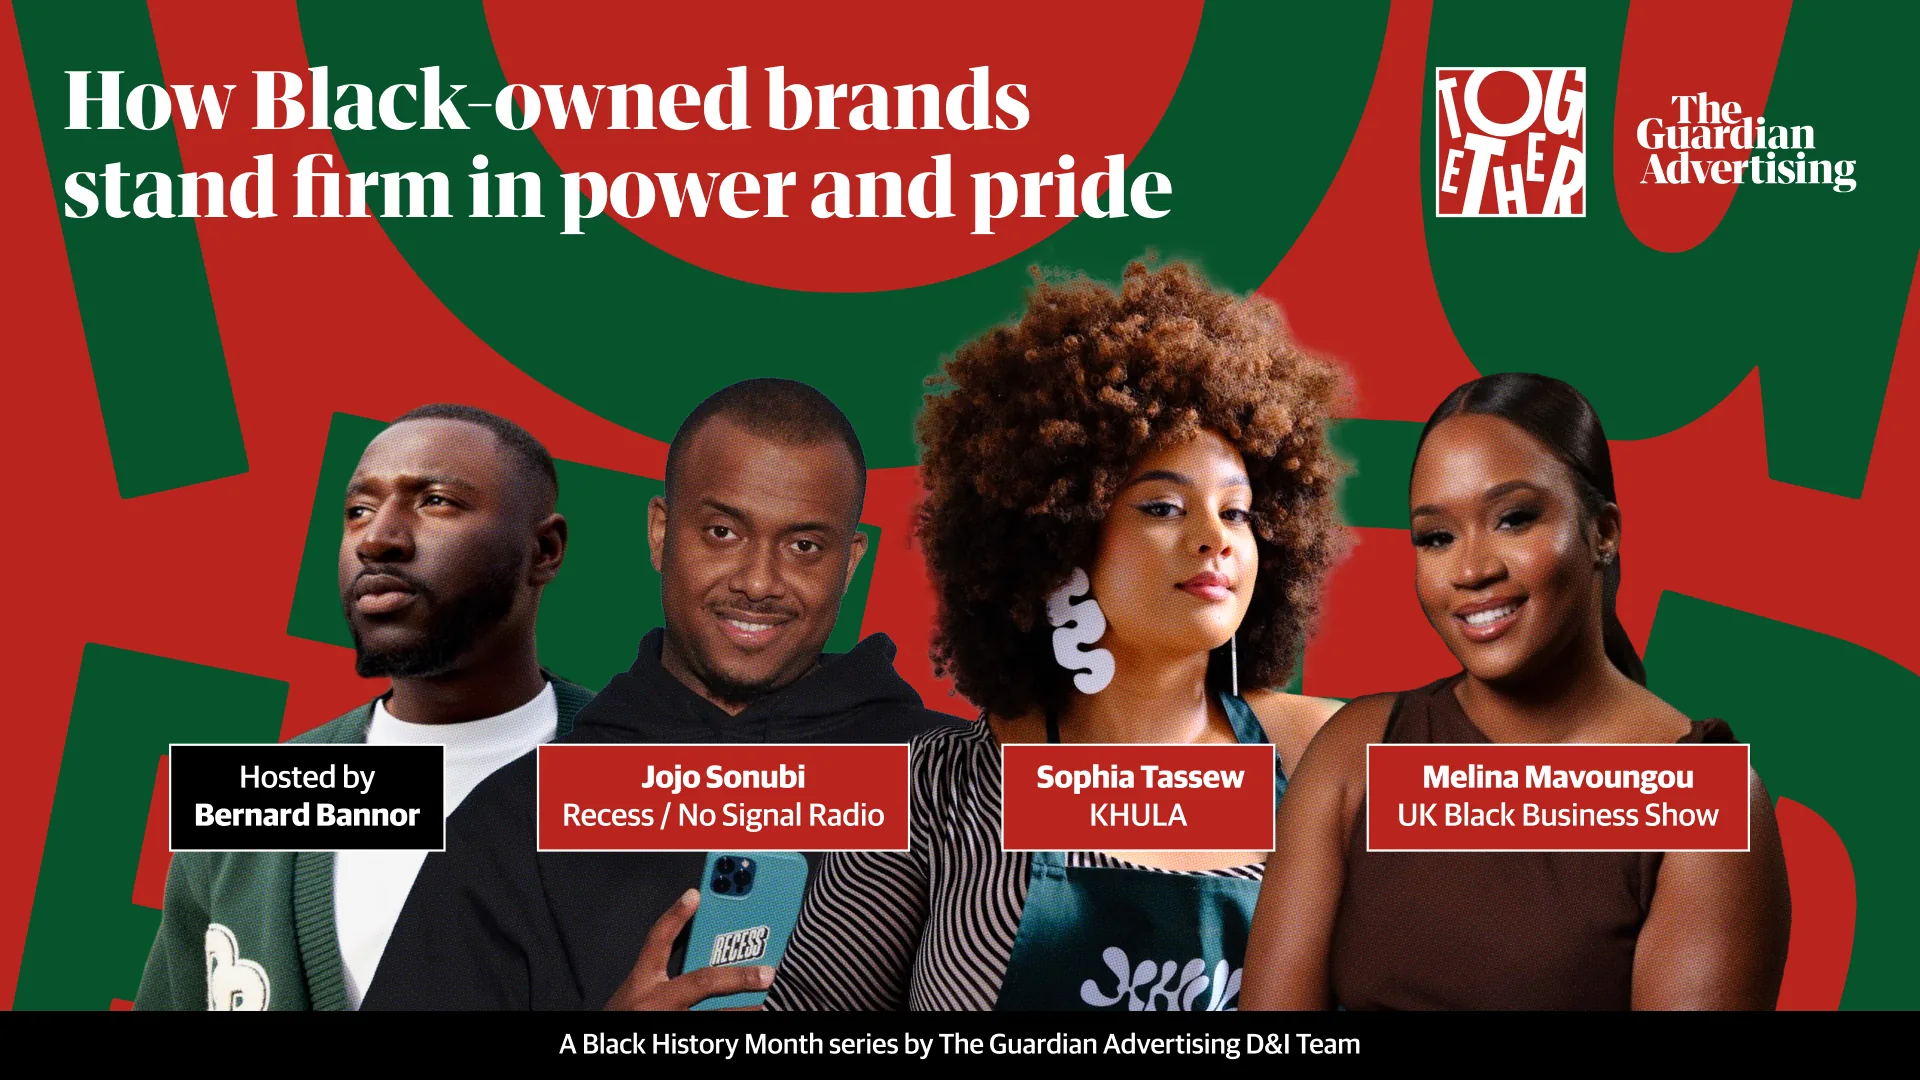 How Black-owned brands
stand firm in power and pride
TOGETHER
The
Guardian
Advertising
Hosted by
Bernard Bannor
Jojo Sonubi
Recess / No Signal Radio
Sophia Tassew
KHULA
Melina Mavoungou
UK Black Business Show
RECESS
A Black History Month series by The Guardian Advertising D&I Team